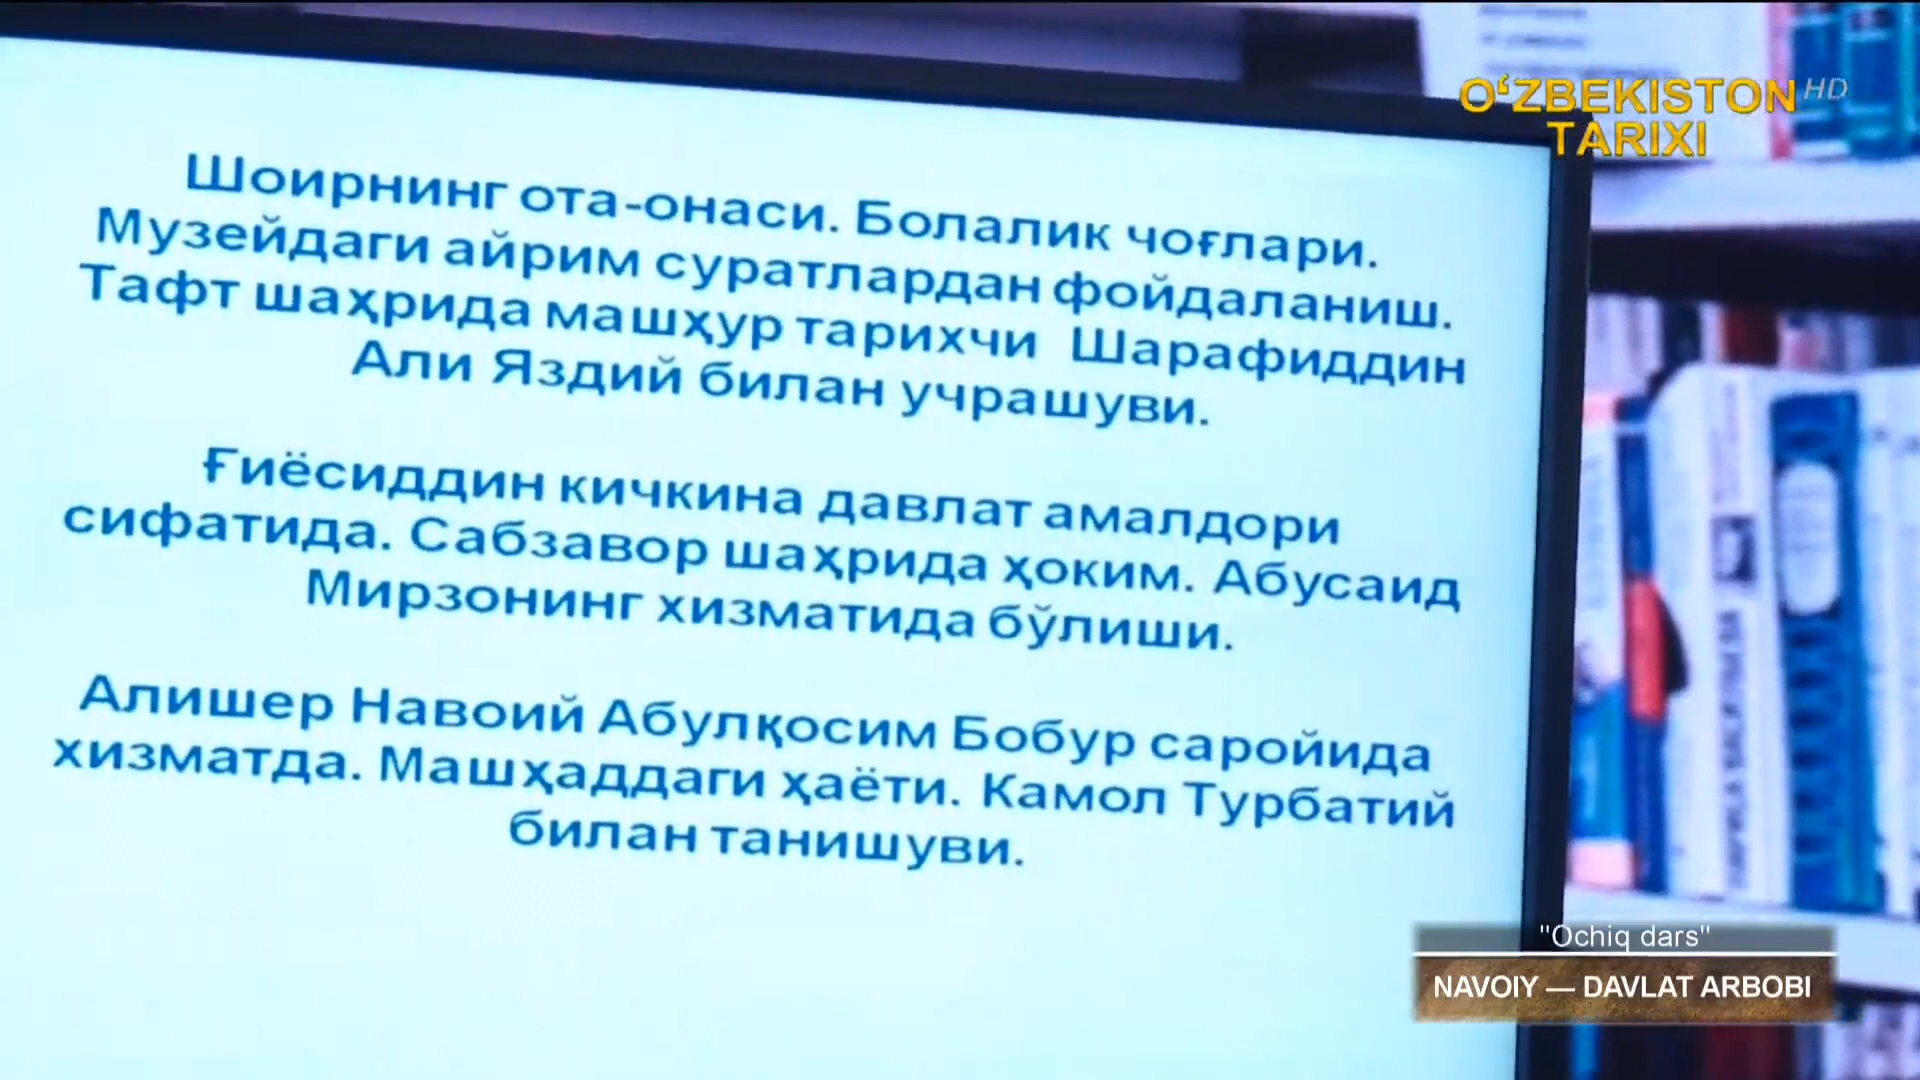 O‘ZBEKISTON HD
TARIXI
Шоирнинг ота-онаси. Болалик чоғлари.
Музейдаги айрим суратлардан фойдаланиш.
Тафт шаҳрида машҳур тарихчи Шарафиддин
Али Яздий билан учрашуви.
Ғиёсиддин кичкина давлат амалдори
сифатида. Сабзавор шаҳрида ҳоким. Абусаид
Мирзонинг хизматида бўлиши.
Алишер Навоий Абулқосим Бобур саройида
хизматда. Машҳаддаги ҳаёти. Камол Турбатий
билан танишуви.
"Ochiq dars"
NAVOIY — DAVLAT ARBOBI